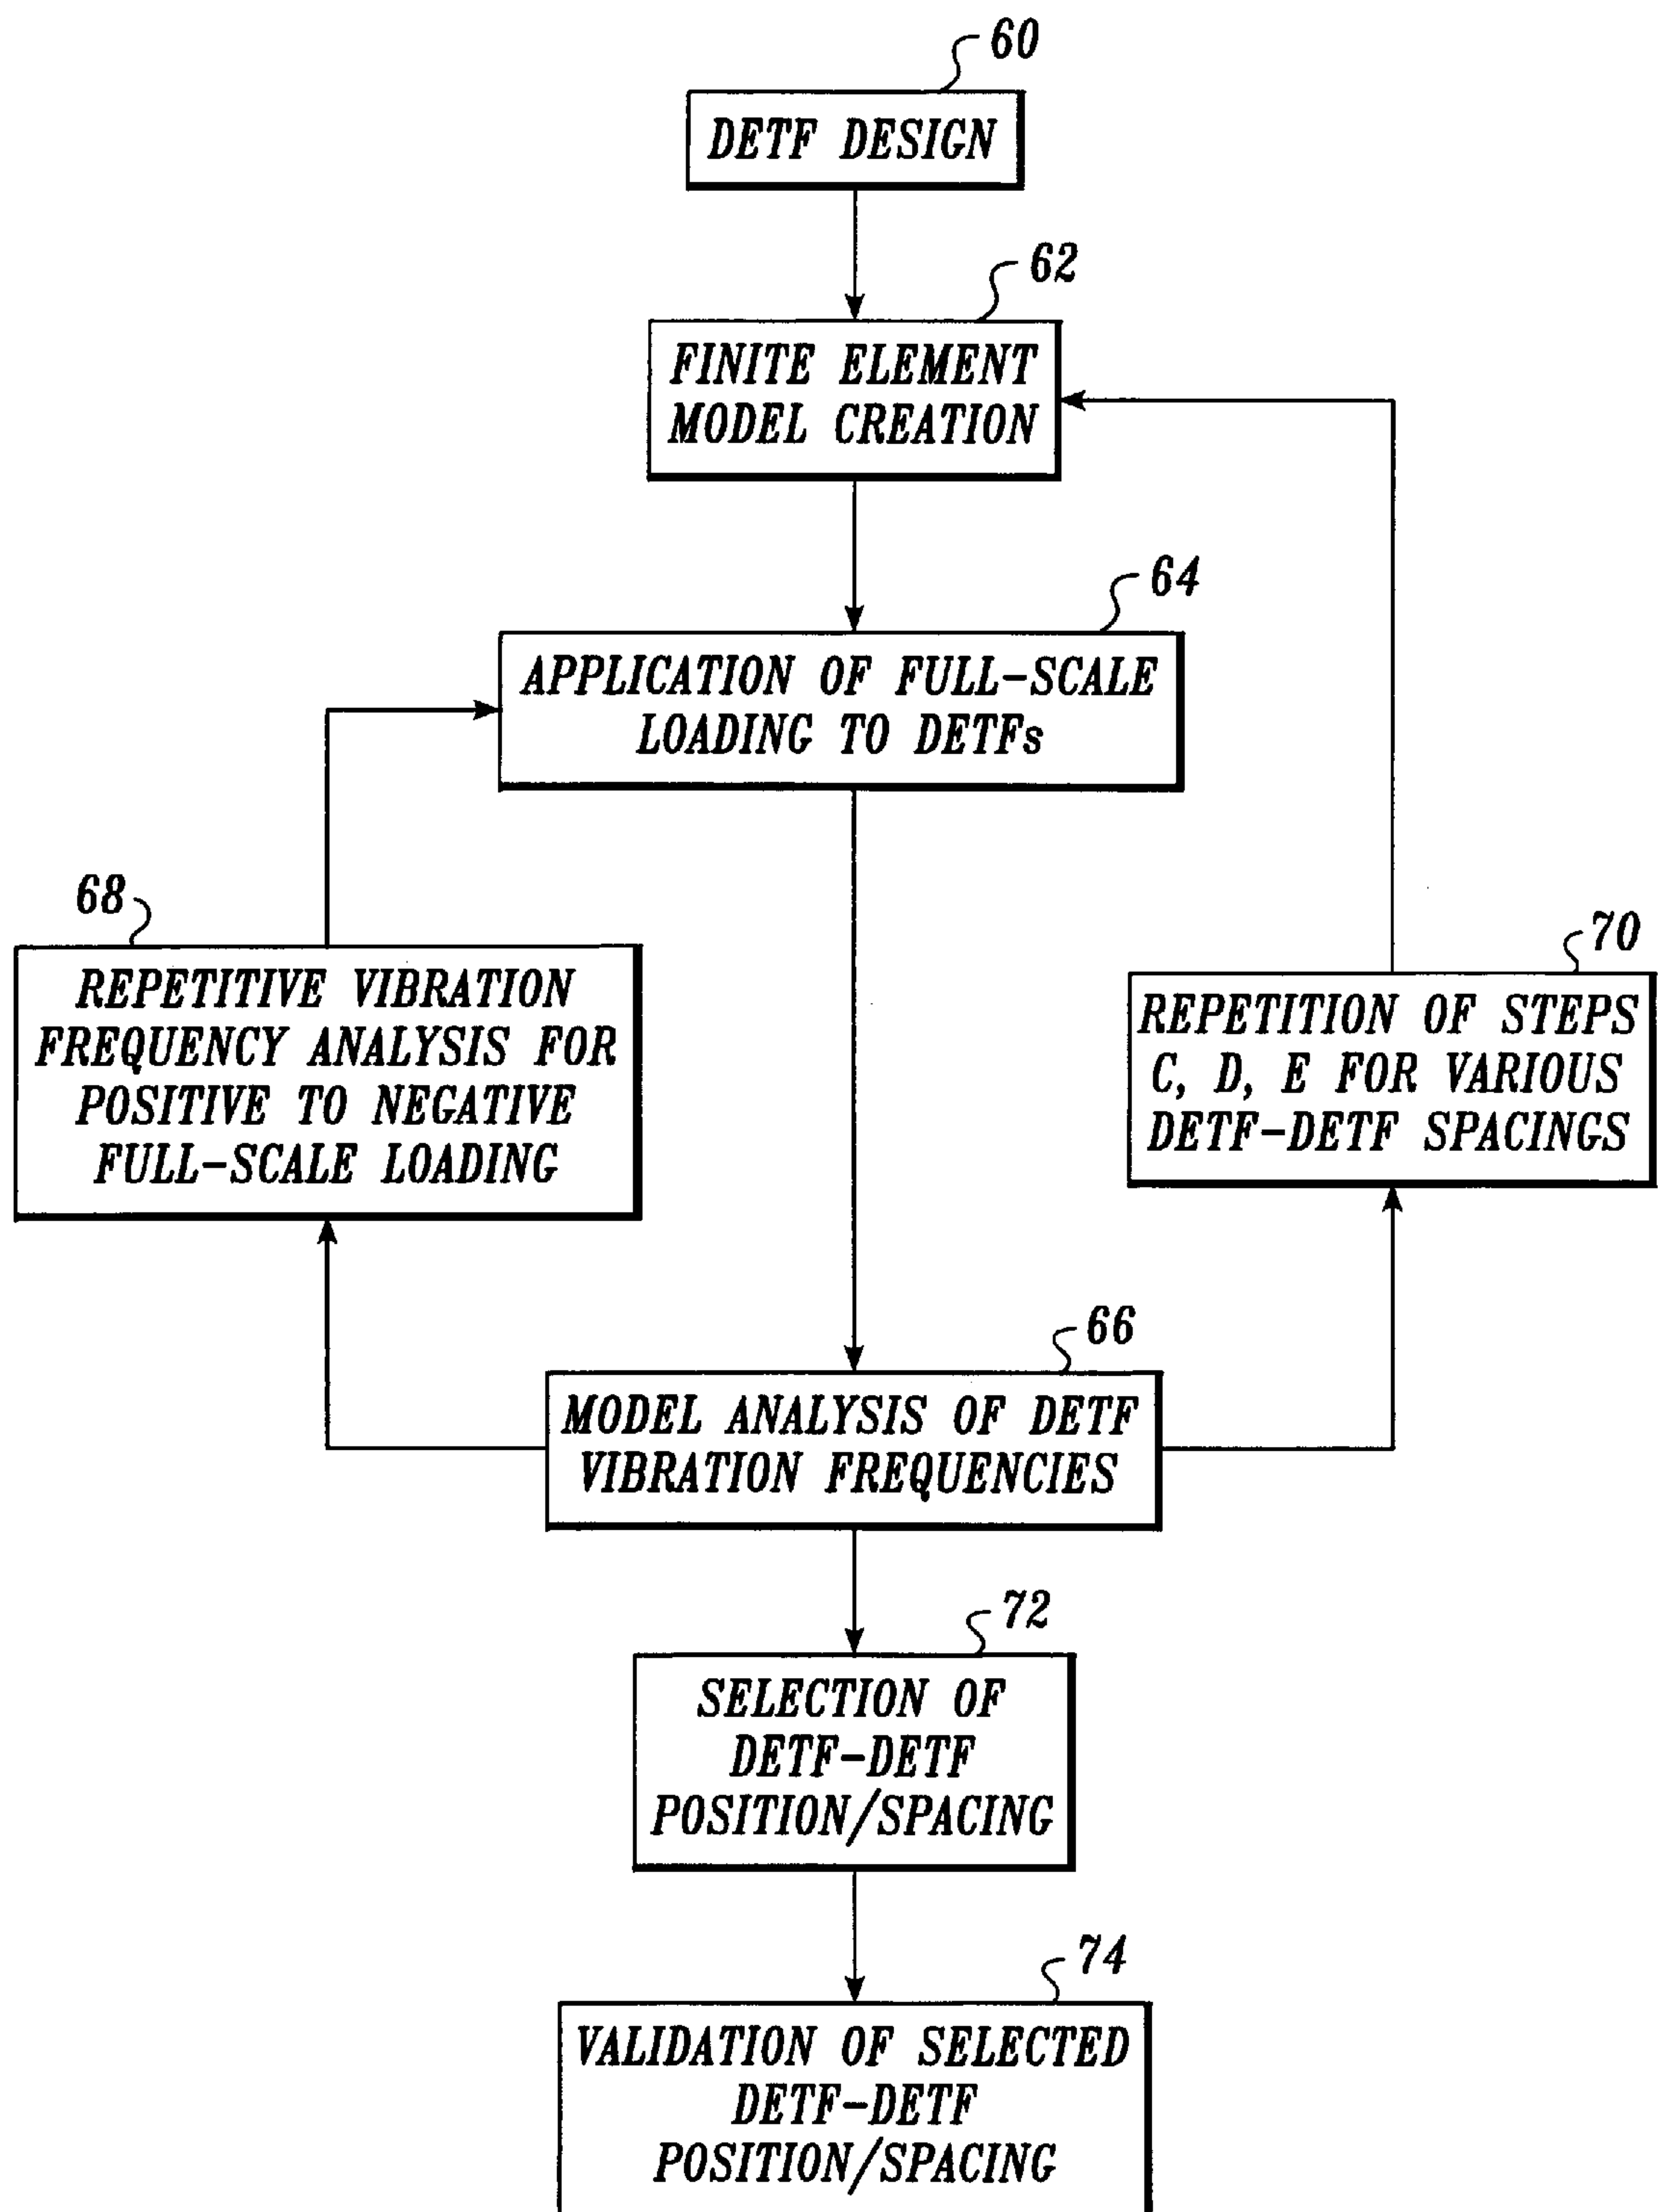 60
DETF DESIGN
62
FINITE ELEMENT
MODEL CREATION
64
APPLICATION OF FULL-SCALE
LOADING TO DETFs
68
REPETITIVE VIBRATION
FREQUENCY ANALYSIS FOR
POSITIVE TO NEGATIVE
FULL-SCALE LOADING
70
REPETITION OF STEPS
C, D, E FOR VARIOUS
DETF-DETF SPACINGS
66
MODEL ANALYSIS OF DETF
VIBRATION FREQUENCIES
72
SELECTION OF
DETF-DETF
POSITION/SPACING
74
VALIDATION OF SELECTED
DETF-DETF
POSITION/SPACING